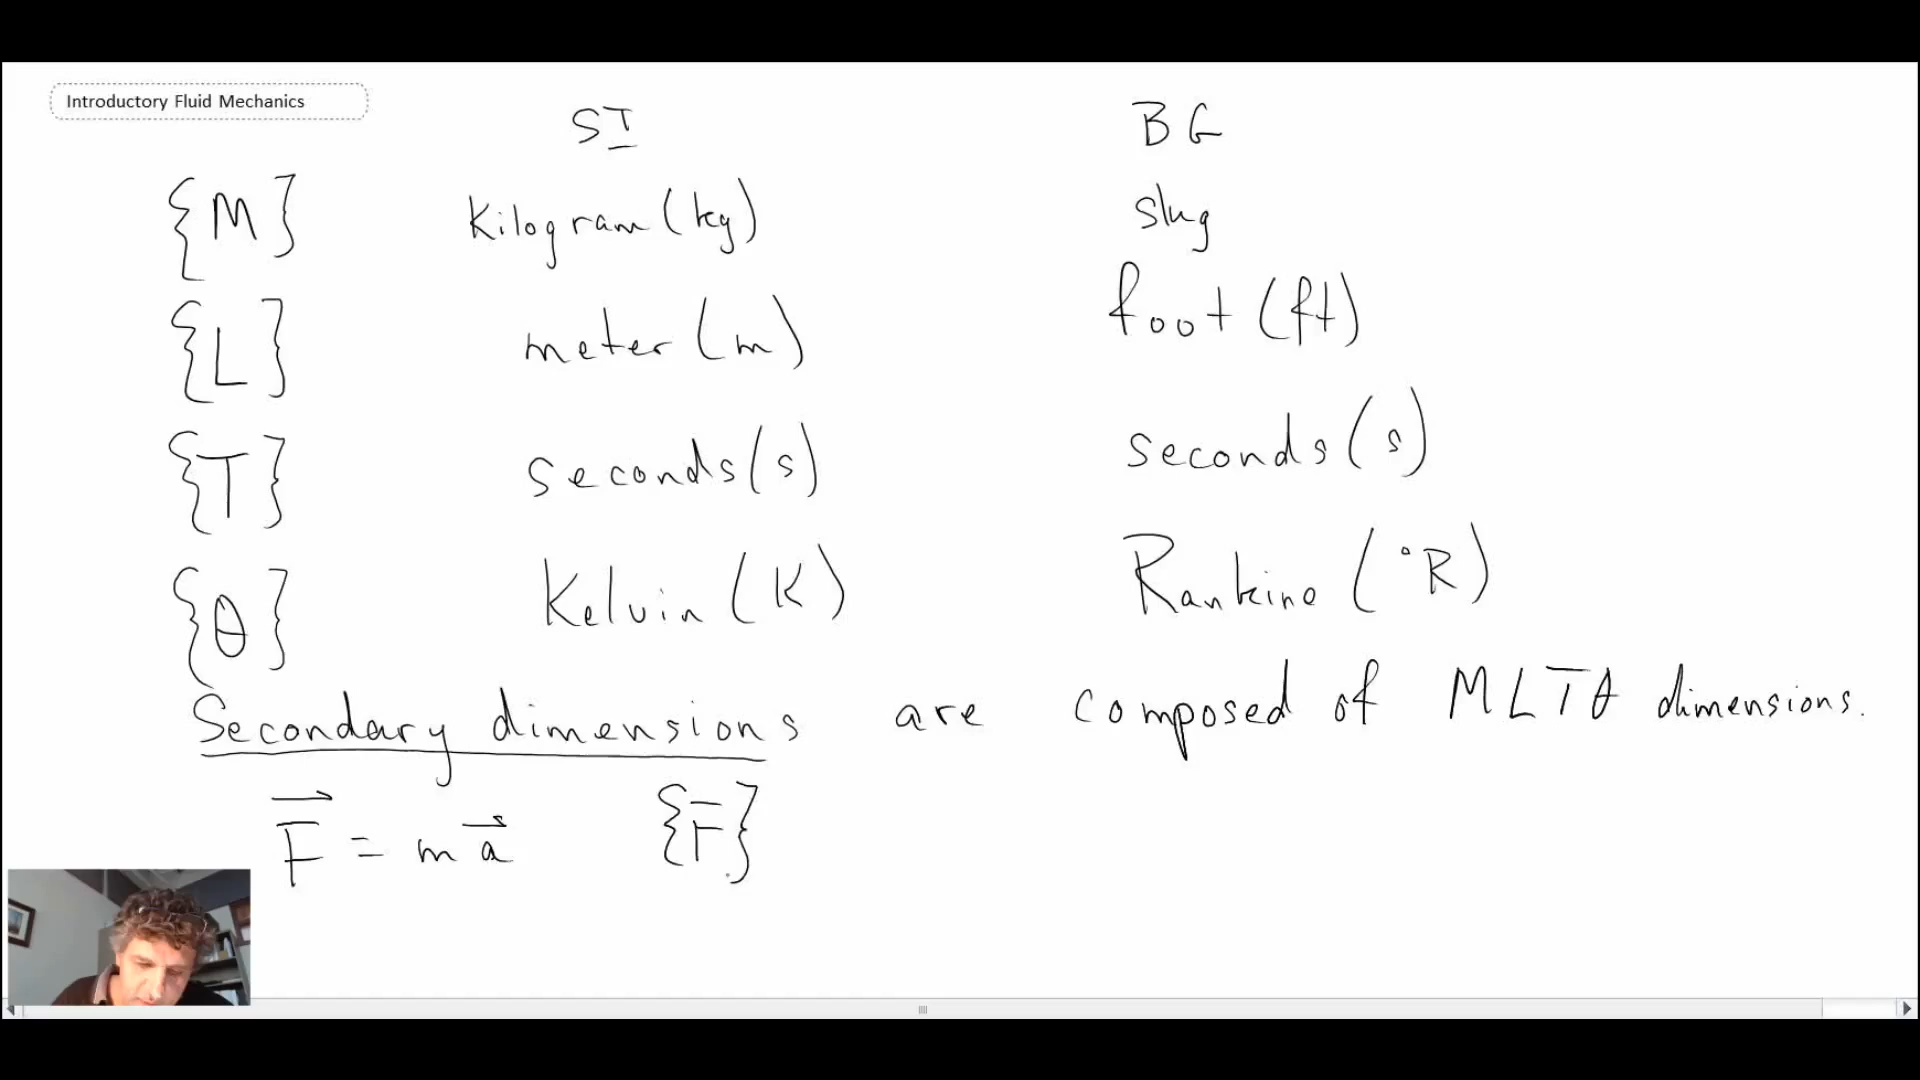 Introductory Fluid Mechanics
SI BG
{M} Kilogram (kg) slug
{L} meter (m) foot (ft)
{T} seconds (s) seconds (s)
{θ} Kelvin (K) Rankine (°R)
Secondary dimensions are composed of MLTθ dimensions.
F⃗ = m a⃗ {F}